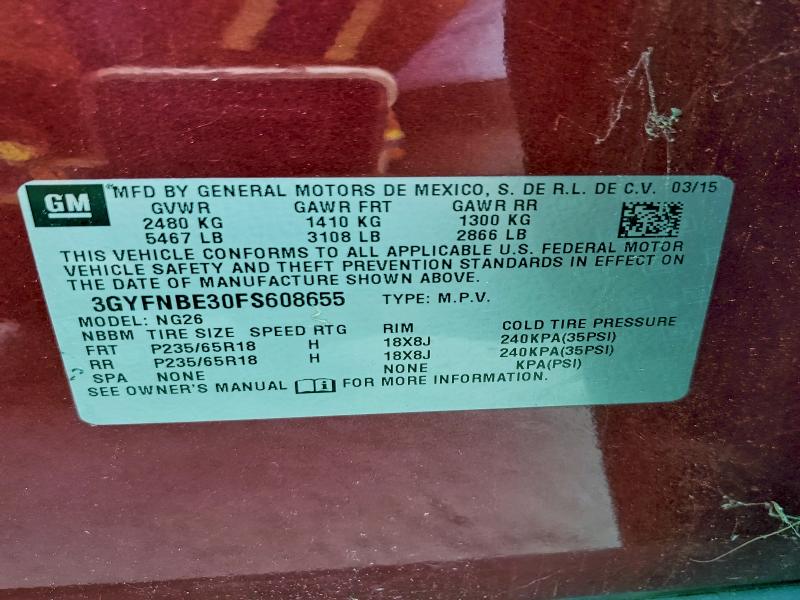 GM "MFD BY GENERAL MOTORS DE MEXICO, S. DE R.L. DE C.V. 03/15
GVWR GAWR FRT GAWR RR
2480 KG 1410 KG 1300 KG
5467 LB 3108 LB 2866 LB
THIS VEHICLE CONFORMS TO ALL APPLICABLE U.S. FEDERAL MOTOR
VEHICLE SAFETY AND THEFT PREVENTION STANDARDS IN EFFECT ON
THE DATE OF MANUFACTURE SHOWN ABOVE.
3GYFNBE30FS608655 TYPE: M.P.V.
MODEL: NG26
NBBM TIRE SIZE SPEED RTG RIM COLD TIRE PRESSURE
FRT P235/65R18 H 18X8J 240KPA(35PSI)
RR P235/65R18 H 18X8J 240KPA(35PSI)
SPA NONE NONE KPA(PSI)
SEE OWNER'S MANUAL FOR MORE INFORMATION.